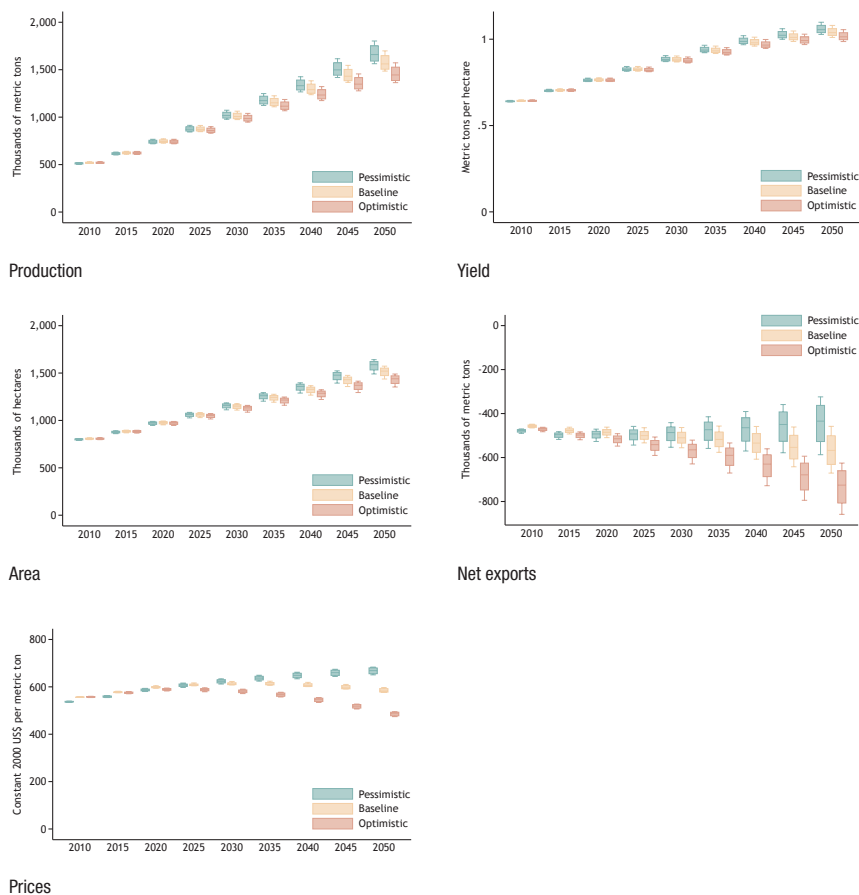 2,000
1,500
1,000
500
0
Thousands of metric tons
Pessimistic
Baseline
Optimistic
2010 2015 2020 2025 2030 2035 2040 2045 2050
Production
1
.5
0
Metric tons per hectare
Pessimistic
Baseline
Optimistic
2010 2015 2020 2025 2030 2035 2040 2045 2050
Yield
2,000
1,500
1,000
500
0
Thousands of hectares
Pessimistic
Baseline
Optimistic
2010 2015 2020 2025 2030 2035 2040 2045 2050
Area
0
-200
-400
-600
-800
Thousands of metric tons
Pessimistic
Baseline
Optimistic
2010 2015 2020 2025 2030 2035 2040 2045 2050
Net exports
800
600
400
200
0
Constant 2000 US$ per metric ton
Pessimistic
Baseline
Optimistic
2010 2015 2020 2025 2030 2035 2040 2045 2050
Prices